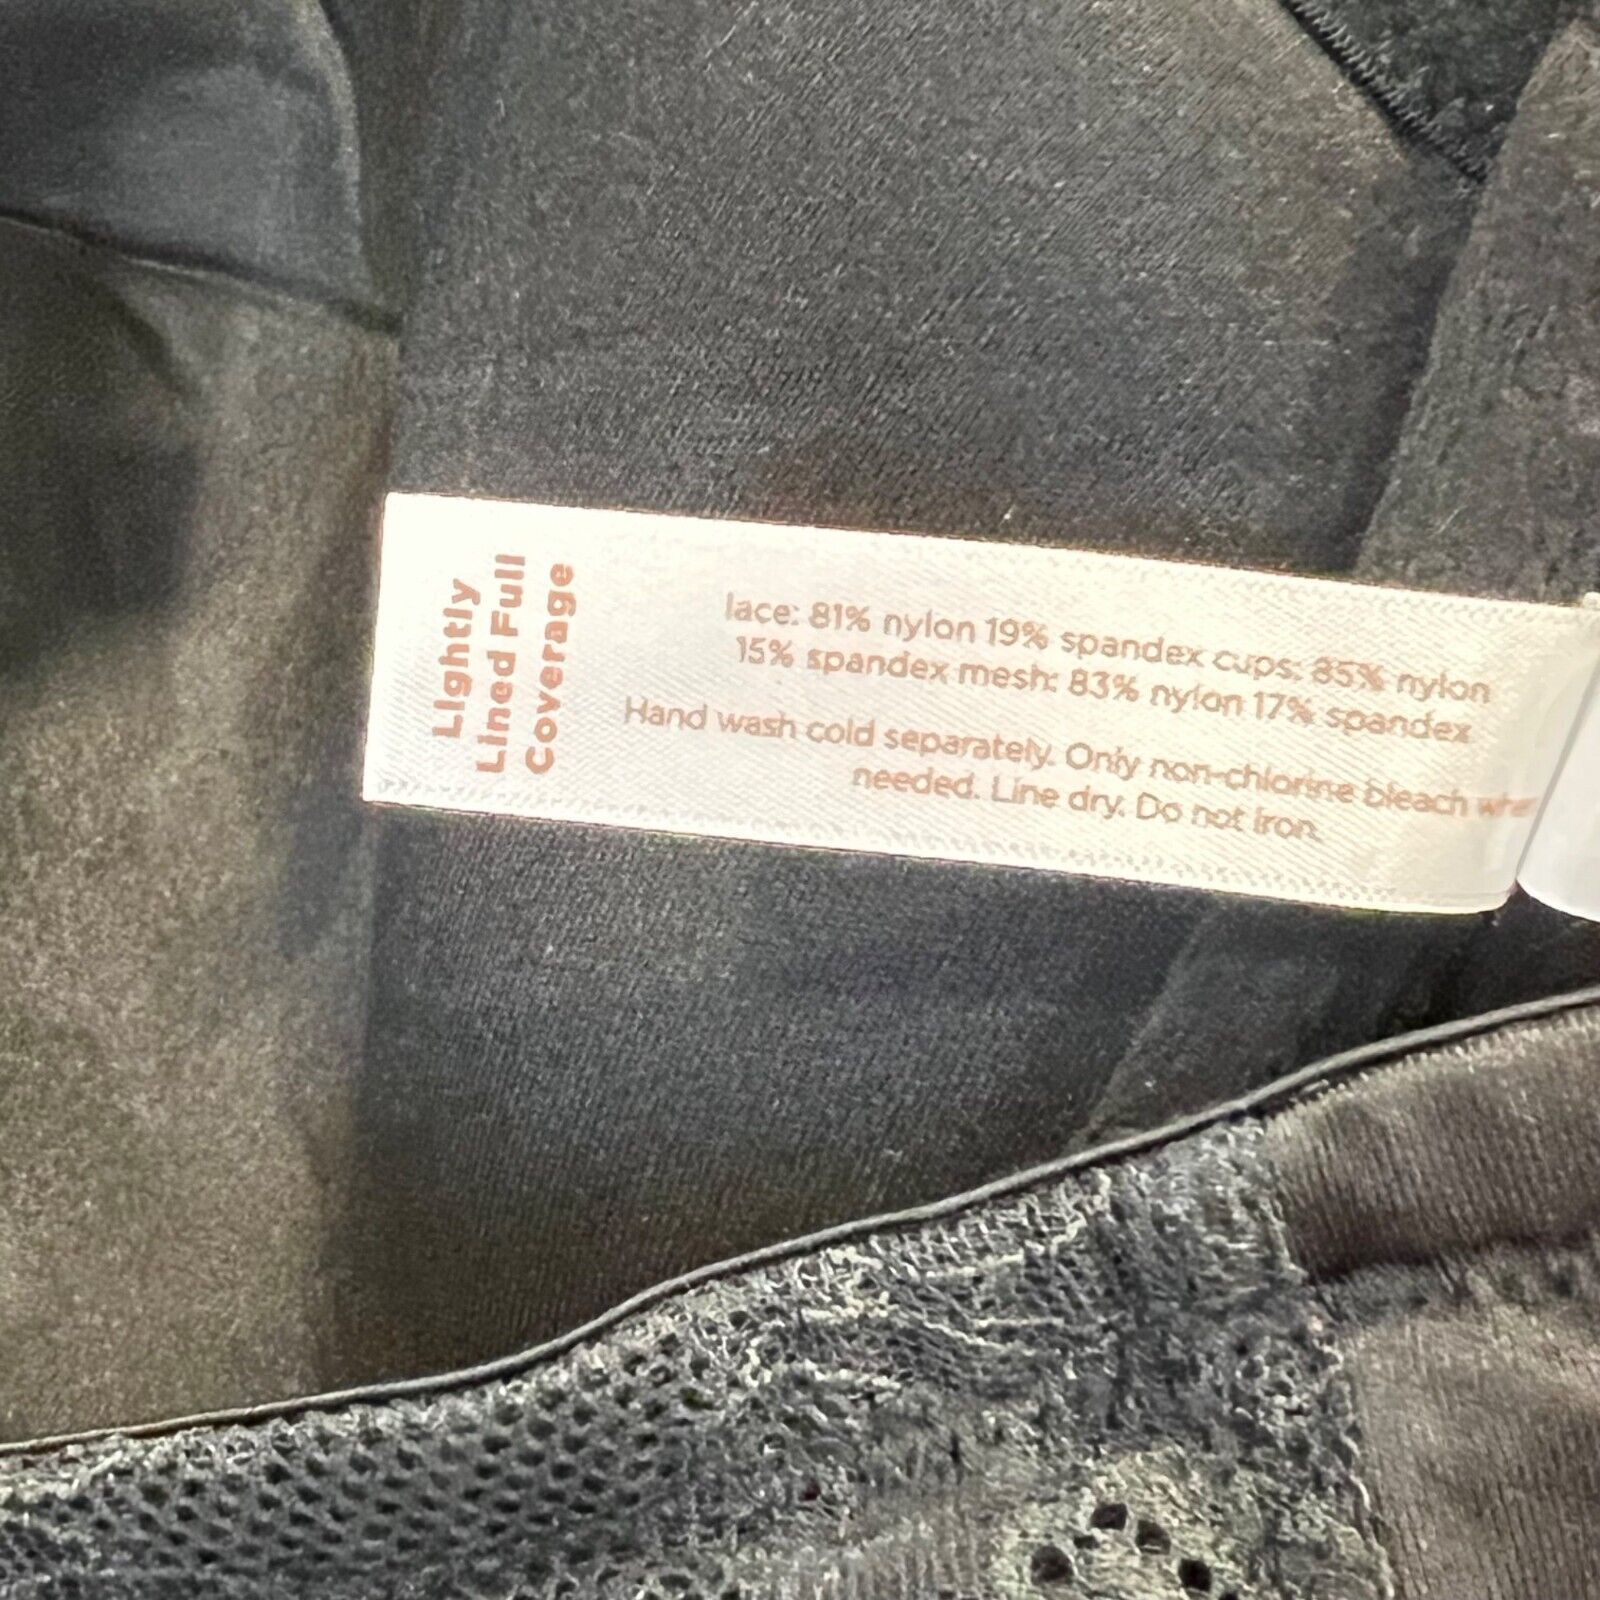 Lightly
Lined Full
Coverage
lace: 81% nylon 19% spandex cups: 85% nylon
15% spandex mesh: 83% nylon 17% spandex
Hand wash cold separately. Only non-chlorine bleach when
needed. Line dry. Do not iron.